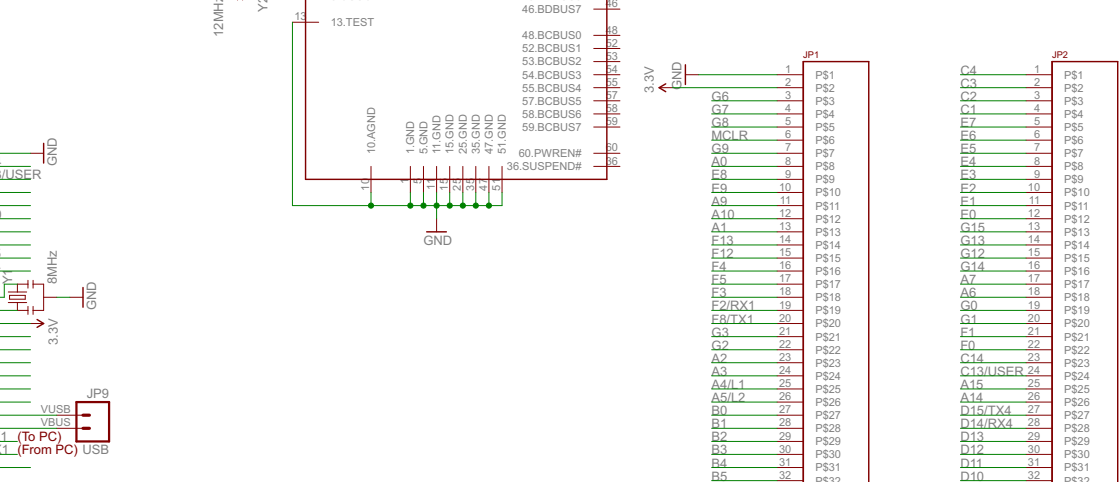 12MHz
13
13.TEST
46.BDBUS7
46
48.BCBUS0
48
52.BCBUS1
52
53.BCBUS2
53
54.BCBUS3
54
55.BCBUS4
55
57.BCBUS5
57
58.BCBUS6
58
59.BCBUS7
59
60.PWREN#
60
36.SUSPEND#
36
10.AGND
1.GND
5.GND
11.GND
15.GND
25.GND
35.GND
47.GND
51.GND
10
1
5
11
15
25
35
47
51
GND
GND
/USER
Y1
8MHz
GND
3.3V
JP9
VUSB
VBUS
(To PC)
(From PC)
USB
3.3V
GND
JP1
1 P$1
2 P$2
G6 3 P$3
G7 4 P$4
G8 5 P$5
MCLR 6 P$6
G9 7 P$7
A0 8 P$8
E8 9 P$9
E9 10 P$10
A9 11 P$11
A10 12 P$12
A1 13 P$13
F13 14 P$14
F12 15 P$15
F4 16 P$16
F5 17 P$17
F3 18 P$18
F2/RX1 19 P$19
F8/TX1 20 P$20
G3 21 P$21
G2 22 P$22
A2 23 P$23
A3 24 P$24
A4/L1 25 P$25
A5/L2 26 P$26
B0 27 P$27
B1 28 P$28
B2 29 P$29
B3 30 P$30
B4 31 P$31
B5 32 P$32
JP2
C4 1 P$1
C3 2 P$2
C2 3 P$3
C1 4 P$4
E7 5 P$5
E6 6 P$6
E5 7 P$7
E4 8 P$8
E3 9 P$9
E2 10 P$10
E1 11 P$11
E0 12 P$12
G15 13 P$13
G13 14 P$14
G12 15 P$15
G14 16 P$16
A7 17 P$17
A6 18 P$18
G0 19 P$19
G1 20 P$20
F1 21 P$21
F0 22 P$22
C14 23 P$23
C13/USER 24 P$24
A15 25 P$25
A14 26 P$26
D15/TX4 27 P$27
D14/RX4 28 P$28
D13 29 P$29
D12 30 P$30
D11 31 P$31
D10 32 P$32